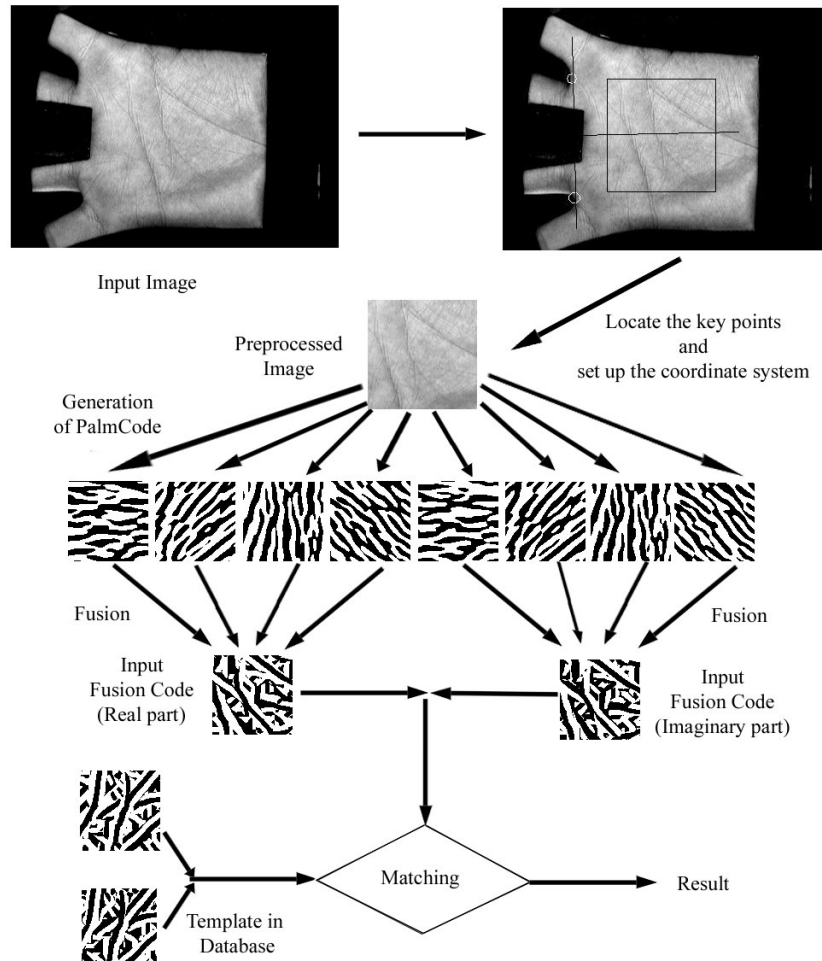 Input Image
Locate the key points
and
set up the coordinate system
Preprocessed
Image
Generation
of PalmCode
Fusion
Fusion
Input
Fusion Code
(Real part)
Input
Fusion Code
(Imaginary part)
Matching
Result
Template in
Database